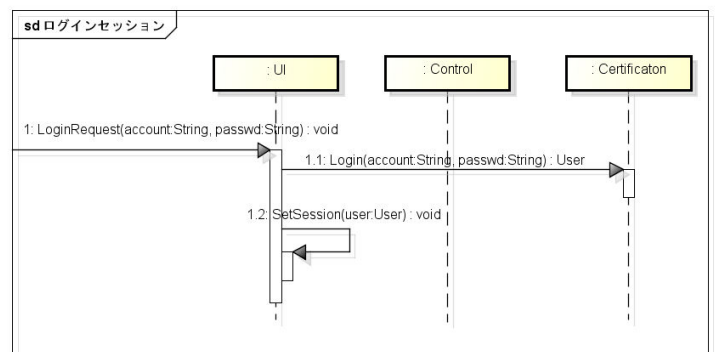 sd ログインセッション
: UI
: Control
: Certificaton
1: LoginRequest(account:String, passwd:String) : void
1.1: Login(account:String, passwd:String) : User
1.2: SetSession(user:User) : void